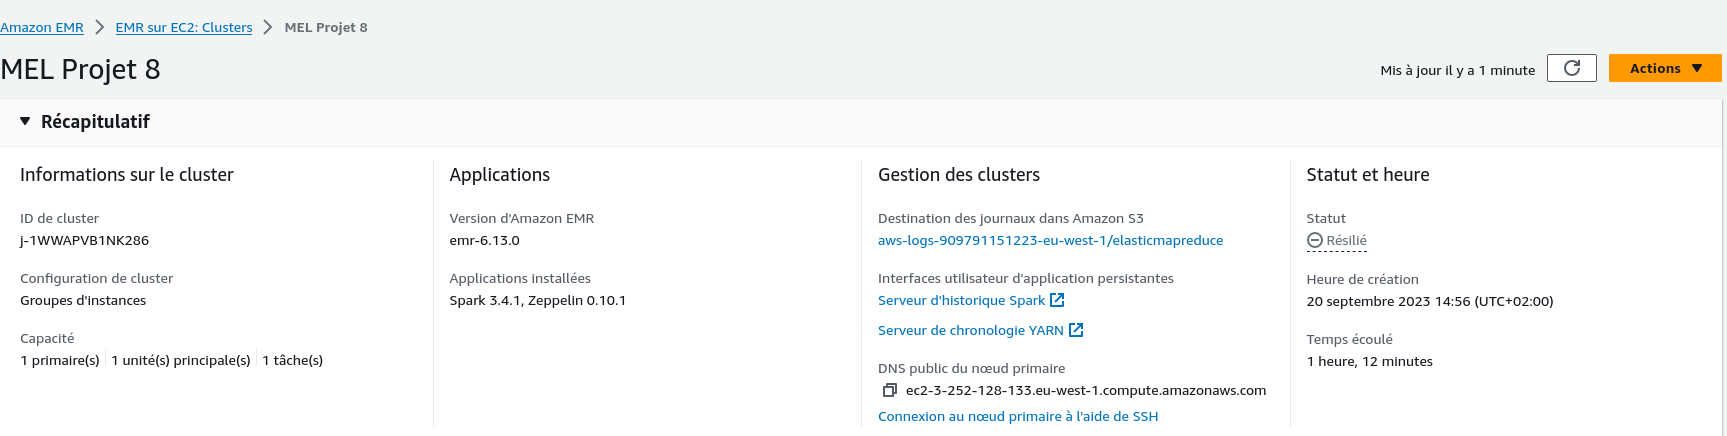 Amazon EMR > EMR sur EC2: Clusters > MEL Projet 8
MEL Projet 8
Mis à jour il y a 1 minute
Actions
Récapitulatif
Informations sur le cluster
ID de cluster
j-1WWAPVB1NK286
Configuration de cluster
Groupes d'instances
Capacité
1 primaire(s) 1 unité(s) principale(s) 1 tâche(s)
Applications
Version d'Amazon EMR
emr-6.13.0
Applications installées
Spark 3.4.1, Zeppelin 0.10.1
Gestion des clusters
Destination des journaux dans Amazon S3
aws-logs-909791151223-eu-west-1/elasticmapreduce
Interfaces utilisateur d'application persistantes
Serveur d'historique Spark
Serveur de chronologie YARN
DNS public du nœud primaire
ec2-3-252-128-133.eu-west-1.compute.amazonaws.com
Connexion au nœud primaire à l'aide de SSH
Statut et heure
Statut
Résilié
Heure de création
20 septembre 2023 14:56 (UTC+02:00)
Temps écoulé
1 heure, 12 minutes